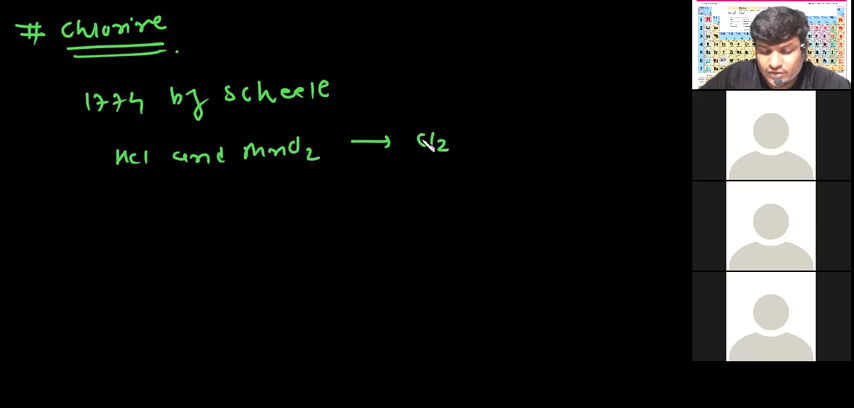 # Chlorine
1774 by Scheele
HCl and MnO2 → Cl2